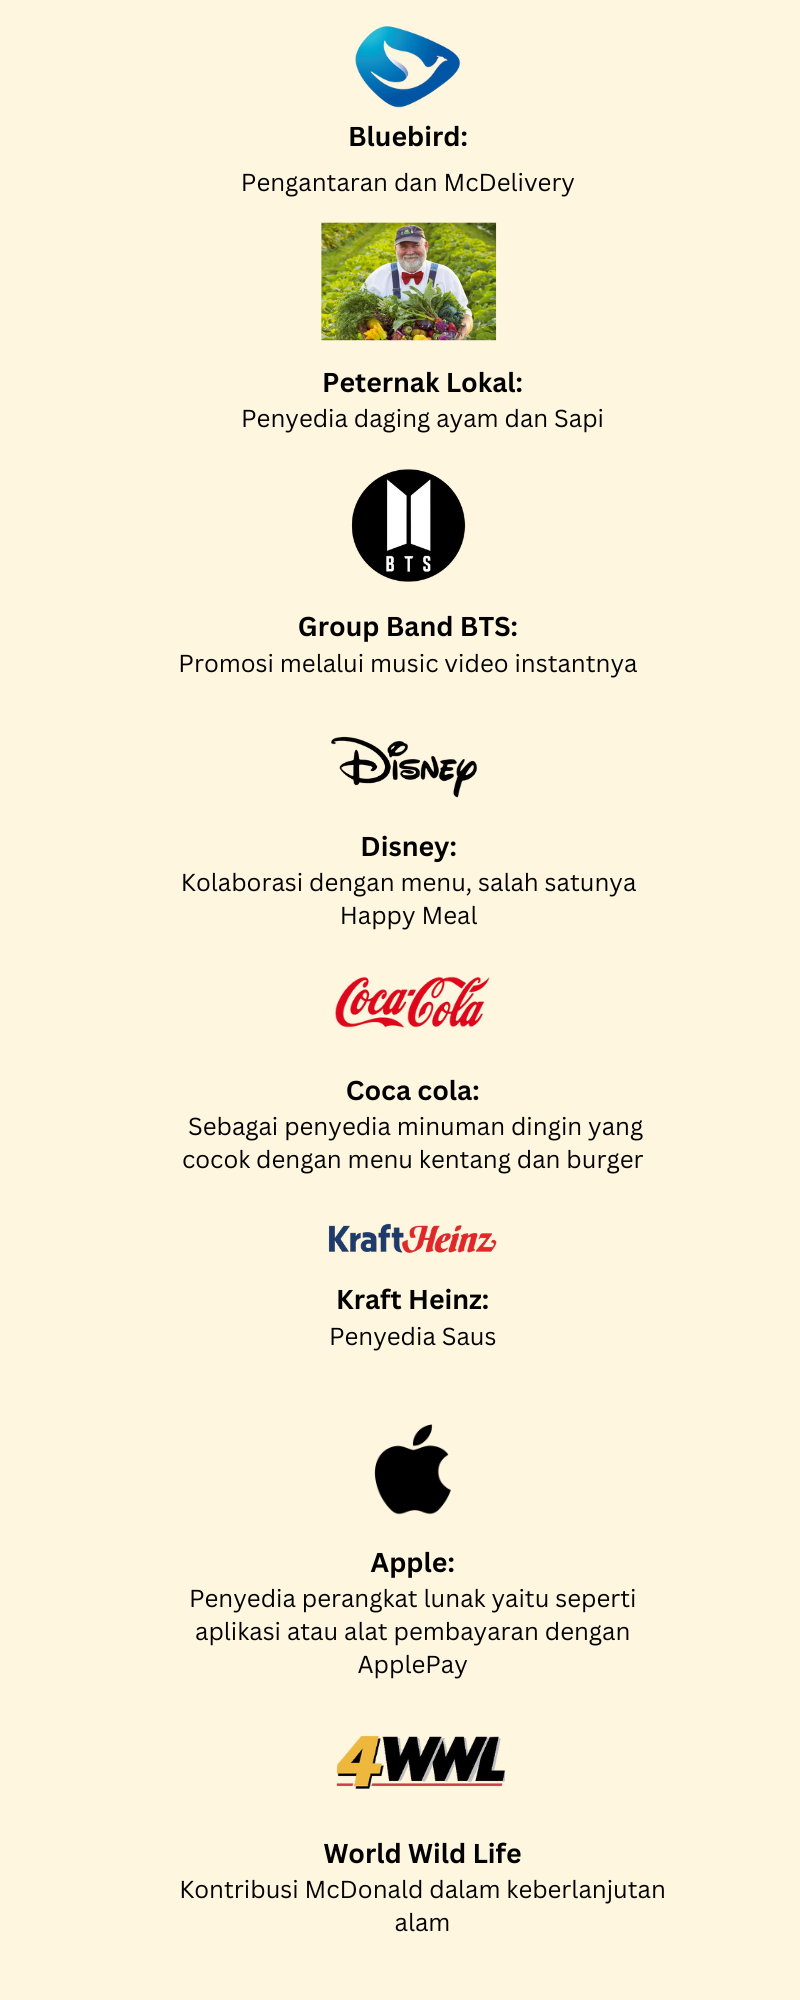 Bluebird:
Pengantaran dan McDelivery
Peternak Lokal:
Penyedia daging ayam dan Sapi
BTS
Group Band BTS:
Promosi melalui music video instantnya
Disney
Disney:
Kolaborasi dengan menu, salah satunya
Happy Meal
Coca-Cola
Coca cola:
Sebagai penyedia minuman dingin yang
cocok dengan menu kentang dan burger
KraftHeinz
Kraft Heinz:
Penyedia Saus
Apple:
Penyedia perangkat lunak yaitu seperti
aplikasi atau alat pembayaran dengan
ApplePay
4WWL
World Wild Life
Kontribusi McDonald dalam keberlanjutan
alam